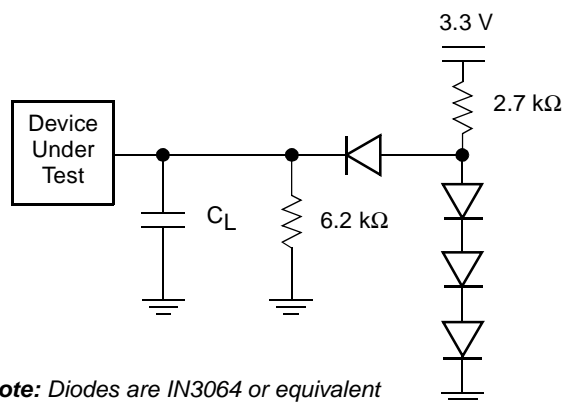 3.3 V
2.7 kΩ
Device
Under
Test
CL
6.2 kΩ
ote: Diodes are IN3064 or equivalent